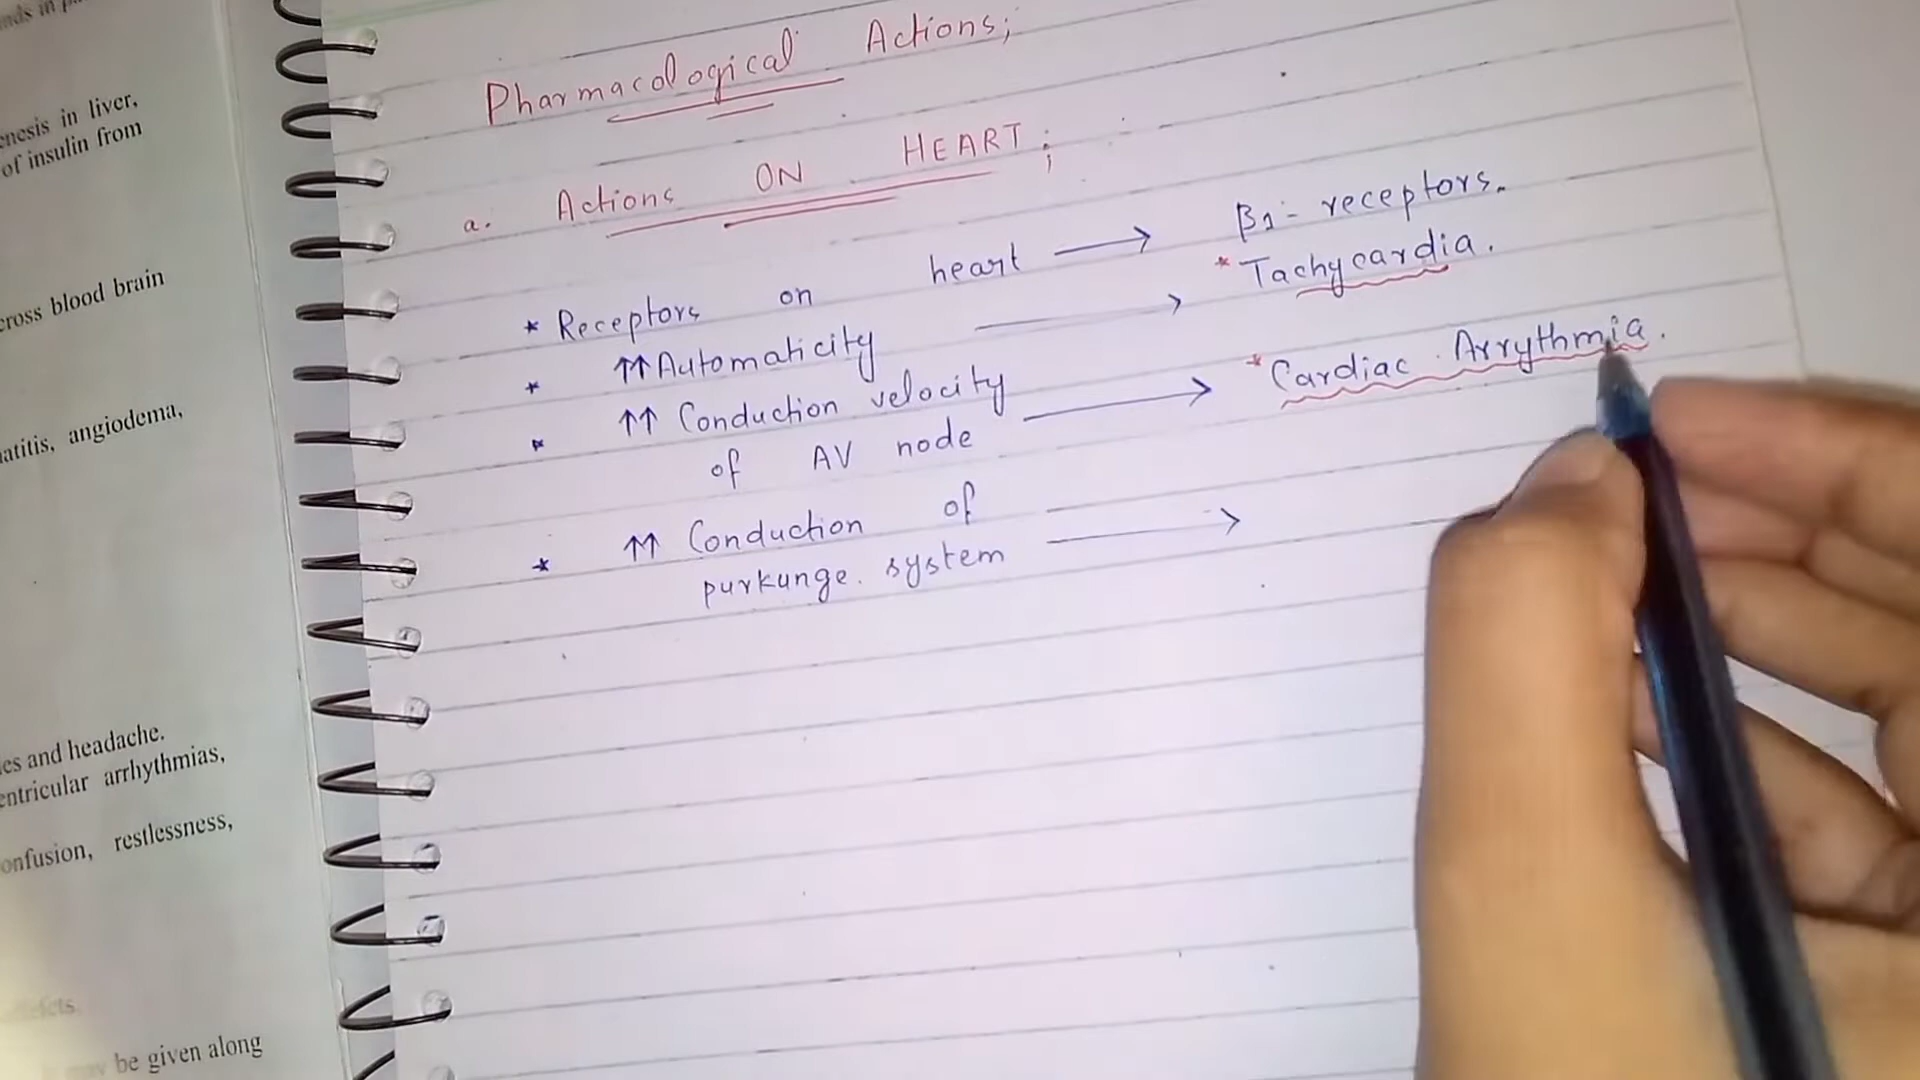 enesis in liver,
of insulin from
cross blood brain
atitis, angiodema,
es and headache.
entricular arrhythmias,
onfusion, restlessness,
be given along
Pharmacological Actions;
a. Actions ON HEART;
* Receptors on heart → β1 - receptors.
* ↑↑ Automaticity → * Tachycardia.
* ↑↑ Conduction velocity
of AV node → * Cardiac Arrythmia.
* ↑↑ Conduction of
purkunge. system →